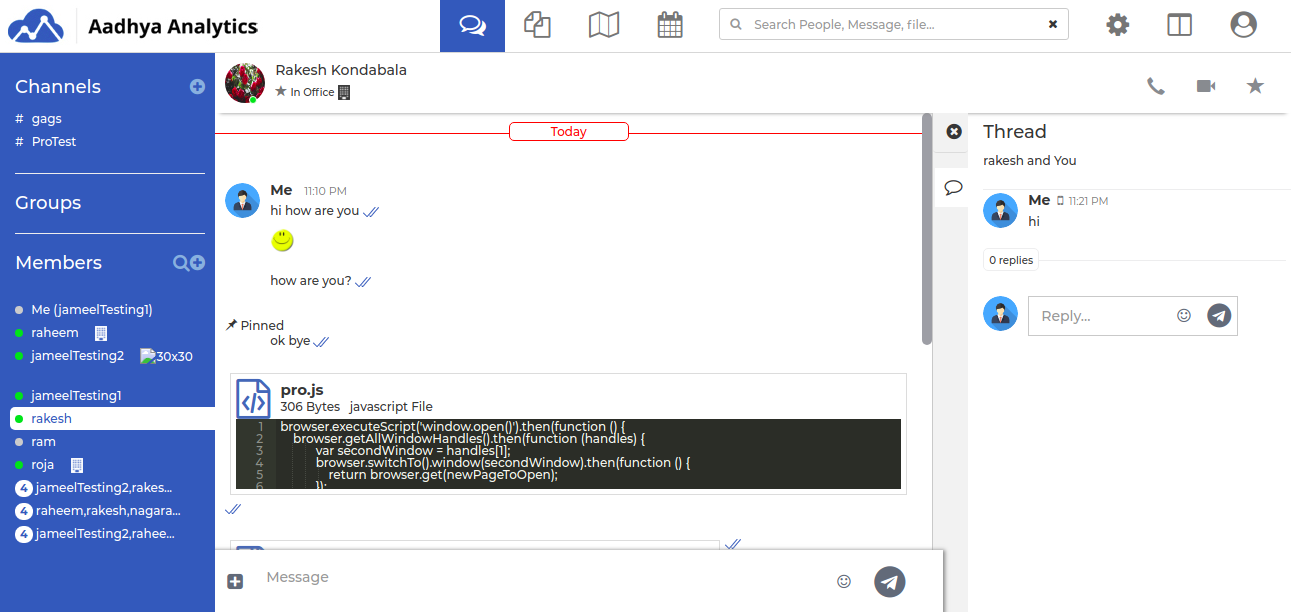 Aadhya Analytics
Search People, Message, file...
Channels
# gags
# ProTest
Groups
Members
Me (jameelTesting1)
raheem
jameelTesting2 30x30
jameelTesting1
rakesh
ram
roja
4 jameelTesting2,rakes...
4 raheem,rakesh,nagara...
4 jameelTesting2,rahee...
Rakesh Kondabala
In Office
Today
Me 11:10 PM
hi how are you
how are you?
Pinned
ok bye
pro.js
306 Bytes javascript File
1 browser.executeScript('window.open()').then(function () {
2 browser.getAllWindowHandles().then(function (handles) {
3 var secondWindow = handles[1];
4 browser.switchTo().window(secondWindow).then(function () {
5 return browser.get(newPageToOpen);
6 });
Message
Thread
rakesh and You
Me 11:21 PM
hi
0 replies
Reply...